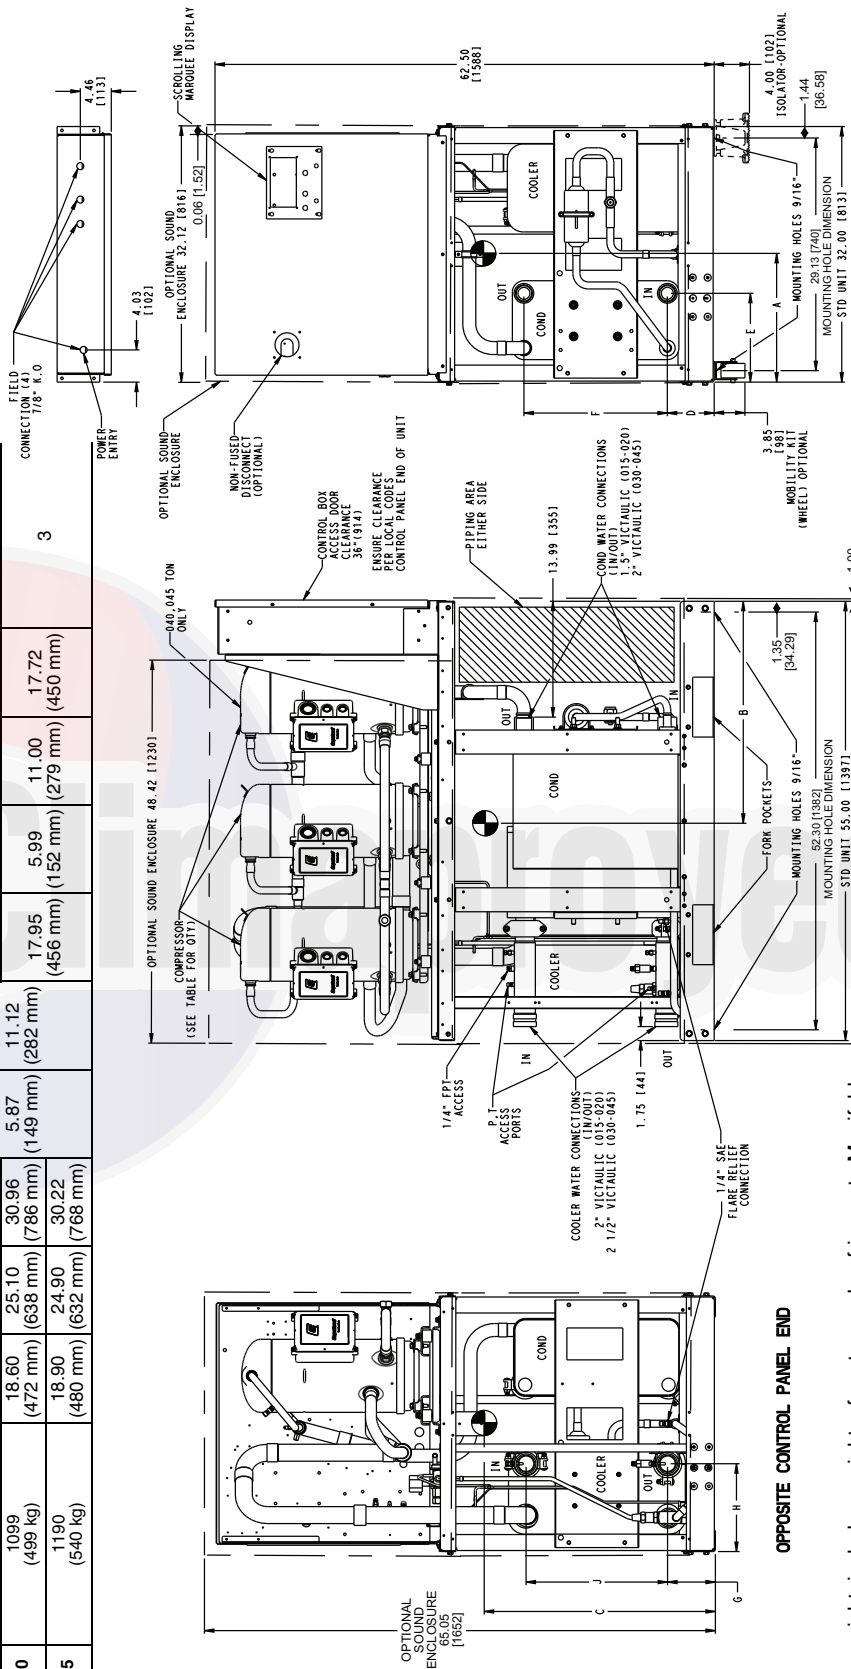 0
1099
(499 kg)
18.60
(472 mm)
25.10
(638 mm)
30.96
(786 mm)
5.87
(149 mm)
11.12
(282 mm)
17.95
(456 mm)
5.99
(152 mm)
11.00
(279 mm)
17.72
(450 mm)
3
5
1190
(540 kg)
18.90
(480 mm)
24.90
(632 mm)
30.22
(768 mm)
FIELD
CONNECTION (4)
7/8" K.O
POWER
ENTRY
4.03
[102]
4.46
[113]
OPTIONAL
SOUND
ENCLOSURE
65.05
[1652]
C
J
G
H
IN
OUT
COOLER
COND
OPPOSITE CONTROL PANEL END
OPTIONAL SOUND ENCLOSURE 48.42 [1230]
COMPRESSOR
(SEE TABLE FOR QTY)
040,045 TON
ONLY
CONTROL BOX
ACCESS DOOR
CLEARANCE
36"(914)
ENSURE CLEARANCE
PER LOCAL CODES
CONTROL PANEL END OF UNIT
1/4" FPT
ACCESS
P,T
ACCESS
PORTS
COOLER WATER CONNECTIONS
(IN/OUT)
2" VICTAULIC (015-020)
2 1/2" VICTAULIC (030-045)
IN
OUT
1.75 [44]
1/4" SAE
FLARE RELIEF
CONNECTION
COOLER
COND
OUT
IN
PIPING AREA
EITHER SIDE
13.99 [355]
COND WATER CONNECTIONS
(IN/OUT)
1.5" VICTAULIC (015-020)
2" VICTAULIC (030-045)
B
1.35
[34.29]
FORK POCKETS
MOUNTING HOLES 9/16"
52.30 [1382]
MOUNTING HOLE DIMENSION
STD UNIT 55.00 [1397]
OPTIONAL SOUND
ENCLOSURE
NON-FUSED
DISCONNECT
(OPTIONAL)
OPTIONAL SOUND
ENCLOSURE 32.12 [816]
0.06 [1.52]
SCROLLING
MARQUEE DISPLAY
62.50
[1588]
COOLER
COND
OUT
IN
F
D
E
A
3.85
[98]
MOBILITY KIT
(WHEEL) OPTIONAL
MOUNTING HOLES 9/16"
29.13 [740]
MOUNTING HOLE DIMENSION
STD UNIT 32.00 [813]
4.00 [102]
ISOLATOR-OPTIONAL
1.44
[36.58]